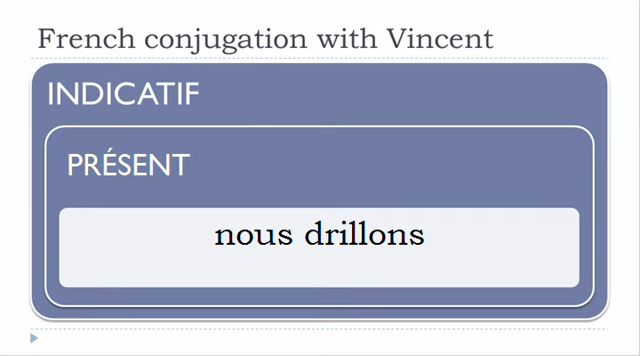 French conjugation with Vincent
INDICATIF
PRÉSENT
nous drillons